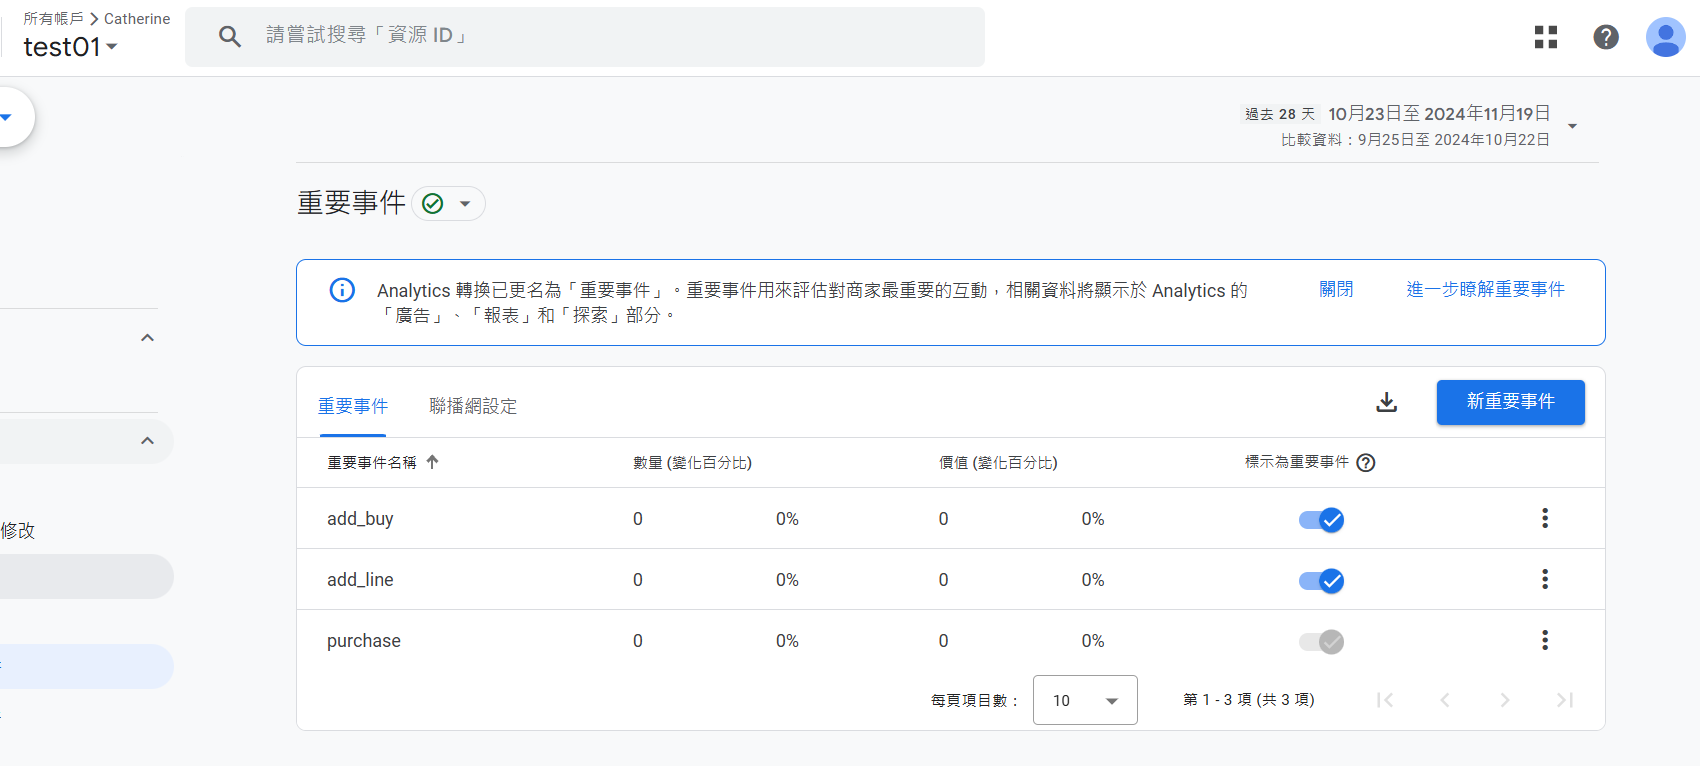 所有帳戶 > Catherine
test01
請嘗試搜尋「資源 ID」
過去 28 天 10月23日至 2024年11月19日
比較資料：9月25日至 2024年10月22日
重要事件
Analytics 轉換已更名為「重要事件」。重要事件用來評估對商家最重要的互動，相關資料將顯示於 Analytics 的
「廣告」、「報表」和「探索」部分。
關閉
進一步瞭解重要事件
重要事件
聯播網設定
新重要事件
重要事件名稱
數量 (變化百分比)
價值 (變化百分比)
標示為重要事件
add_buy 0 0% 0 0%
add_line 0 0% 0 0%
修改
purchase 0 0% 0 0%
每頁項目數：
10
第 1 - 3 項 (共 3 項)